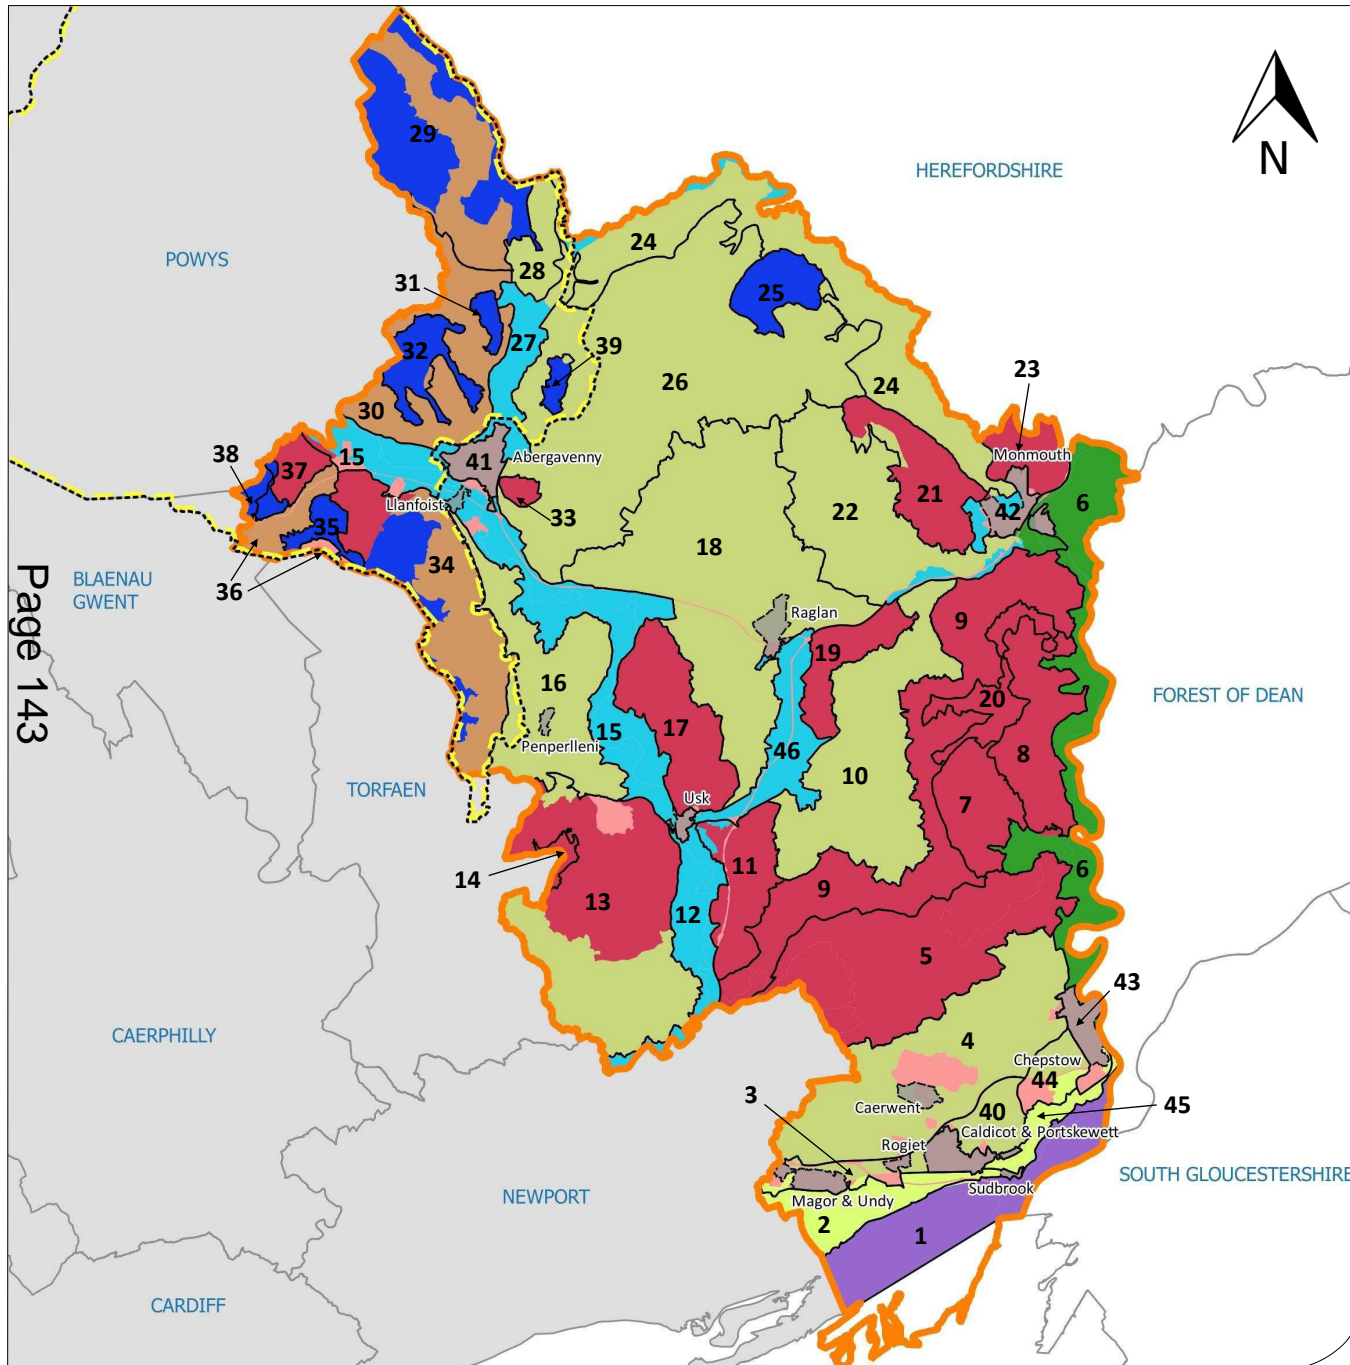 N
HEREFORDSHIRE
29
24
POWYS
28
31
25
27
32
39
26
24
30
23
Monmouth
15
38
37
41
Abergavenny
21
6
Llanfoist
42
35
33
22
18
34
BLAENAU
GWENT
36
Page 143
Raglan
9
19
16
FOREST OF DEAN
20
17
15
Penperlleni
46
8
10
TORFAEN
Usk
7
11
14
6
9
13
12
5
43
CAERPHILLY
4
Chepstow
44
3
Caerwent
40
45
Caldicot & Portskewett
Rogiet
SOUTH GLOUCESTERSHIRE
Sudbrook
NEWPORT
Magor & Undy
2
1
CARDIFF